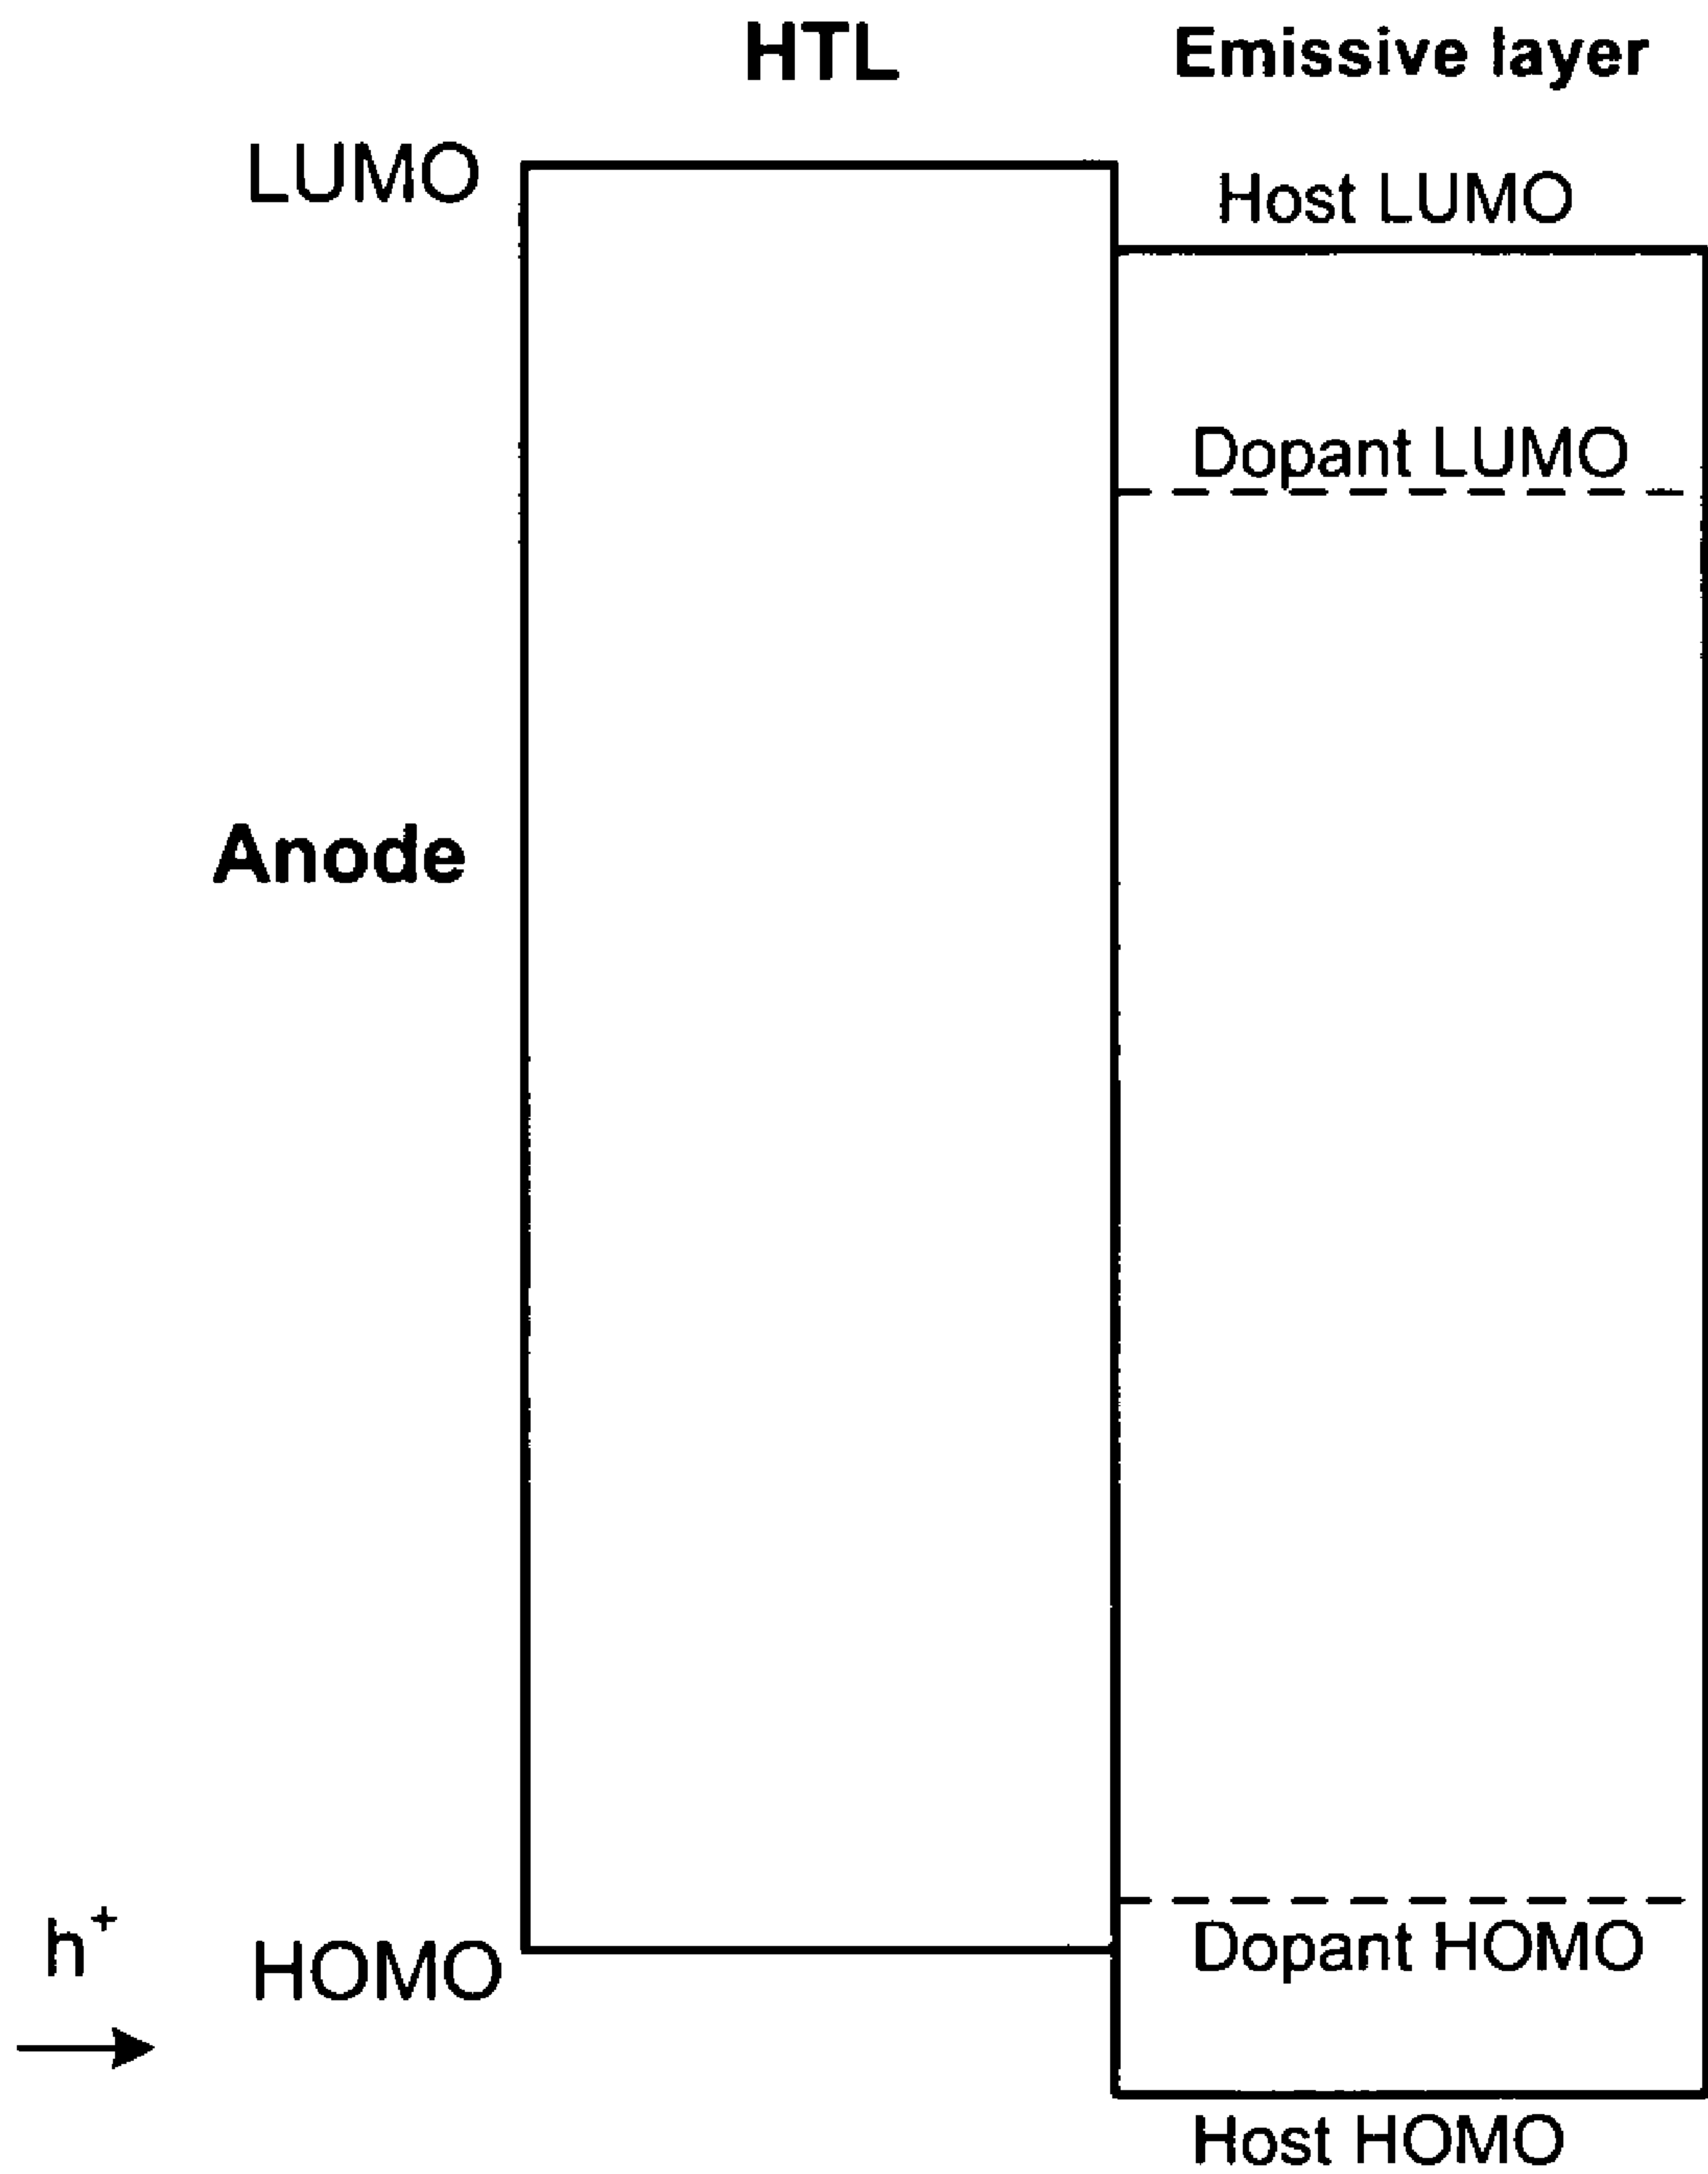 HTL
Emissive layer
LUMO
Host LUMO
Dopant LUMO
Anode
h⁺
HOMO
Dopant HOMO
Host HOMO